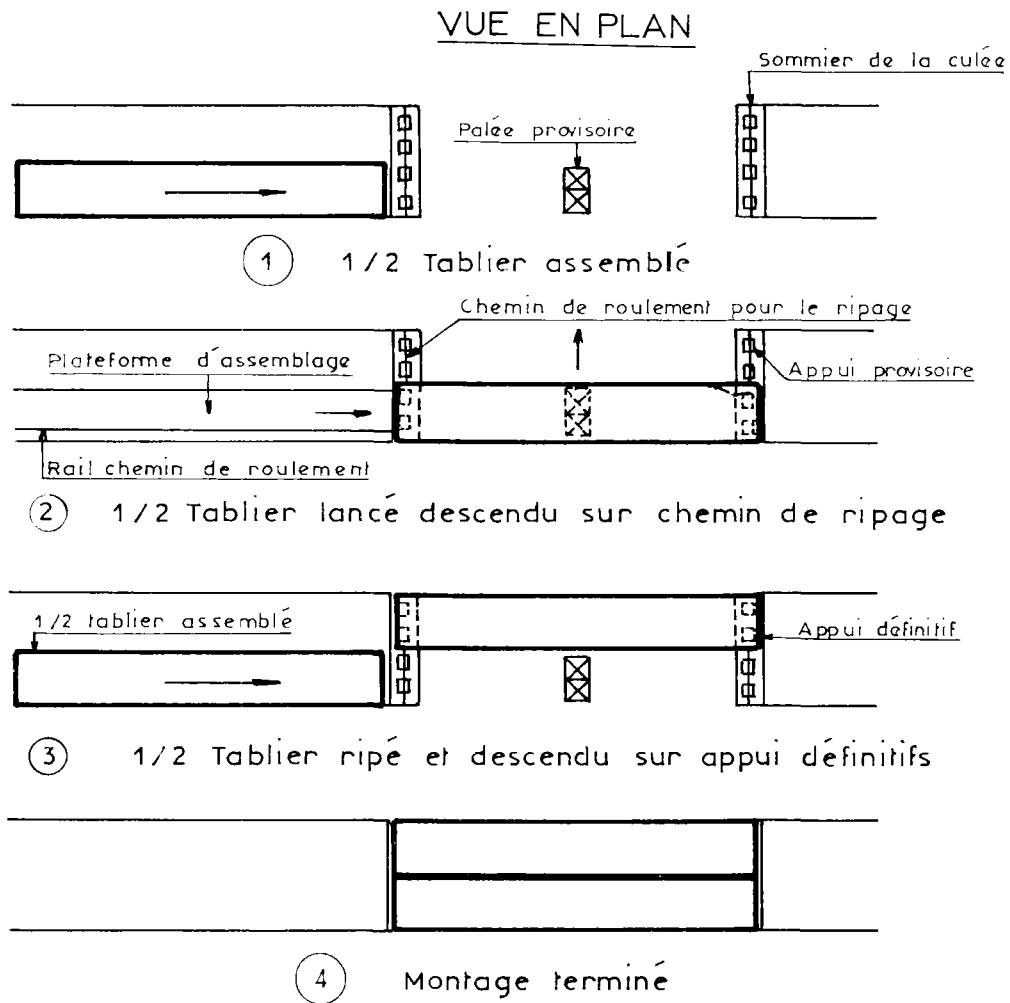 VUE EN PLAN
Sommier de la culée
Palée provisoire
1 1/2 Tablier assemblé
Chemin de roulement pour le ripage
Plateforme d'assemblage
Appui provisoire
Rail chemin de roulement
2 1/2 Tablier lancé descendu sur chemin de ripage
1/2 tablier assemblé
Appui définitif
3 1/2 Tablier ripé et descendu sur appui définitifs
4 Montage terminé